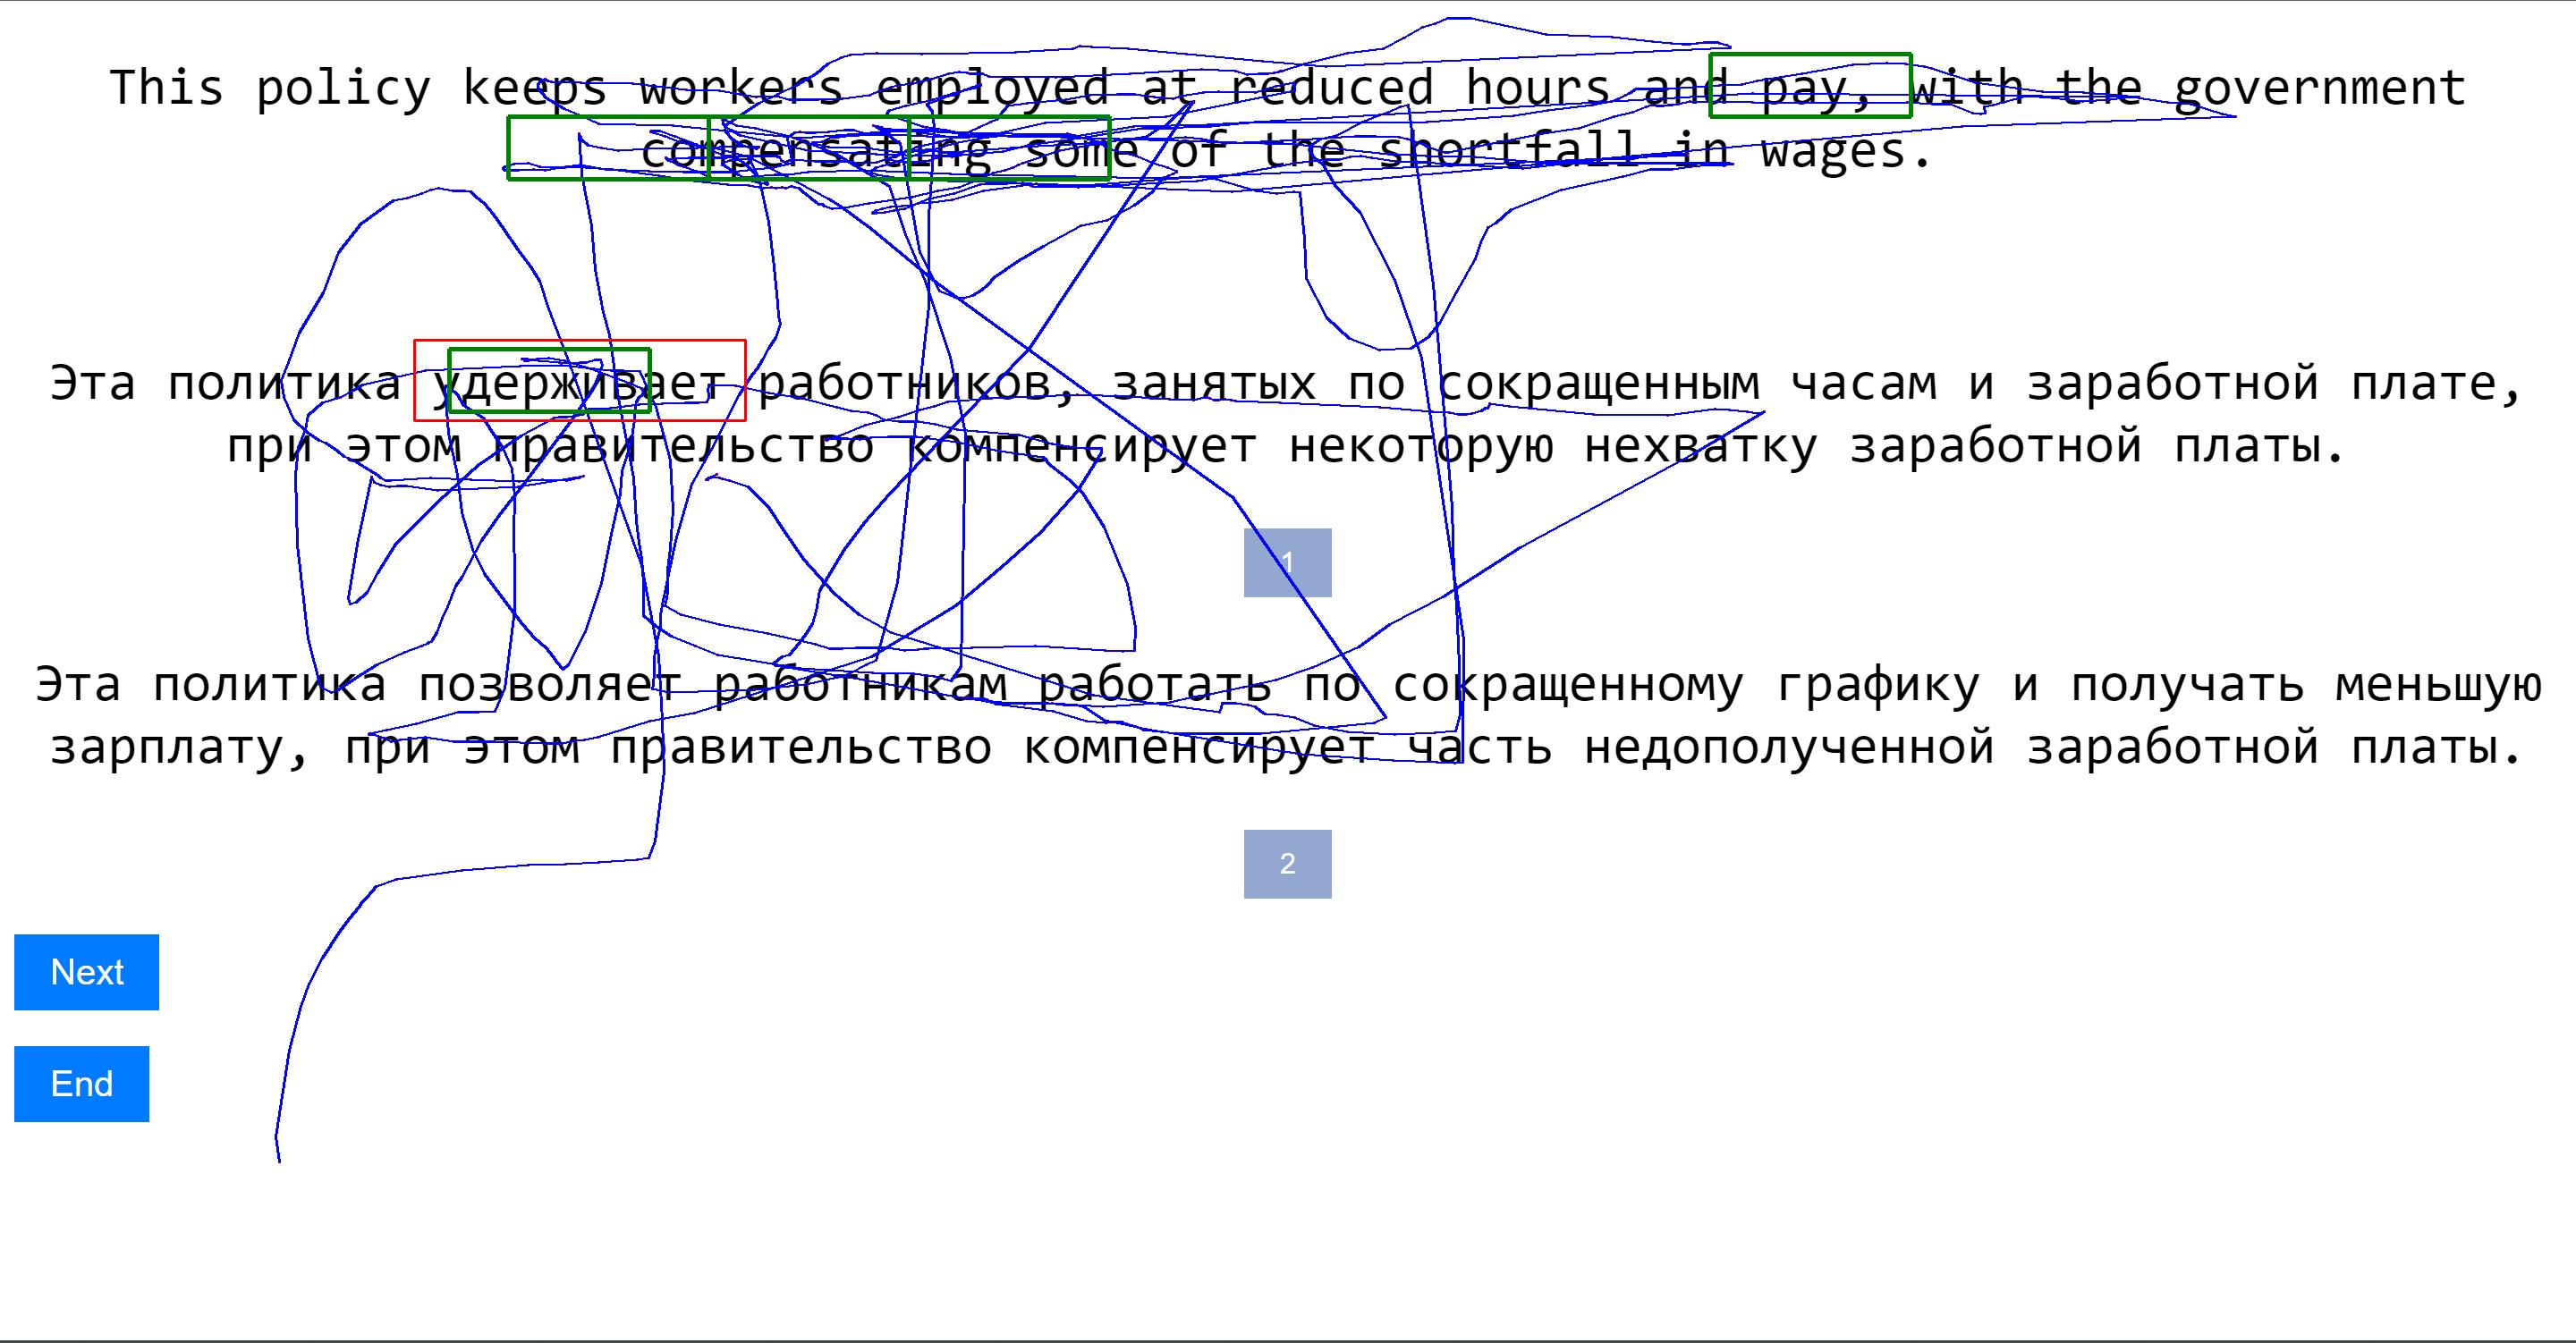 This policy keeps workers employed at reduced hours and pay, with the government
compensating some of the shortfall in wages.
Эта политика удерживает работников, занятых по сокращенным часам и заработной плате,
при этом правительство компенсирует некоторую нехватку заработной платы.
1
Эта политика позволяет работникам работать по сокращенному графику и получать меньшую
зарплату, при этом правительство компенсирует часть недополученной заработной платы.
2
Next
End